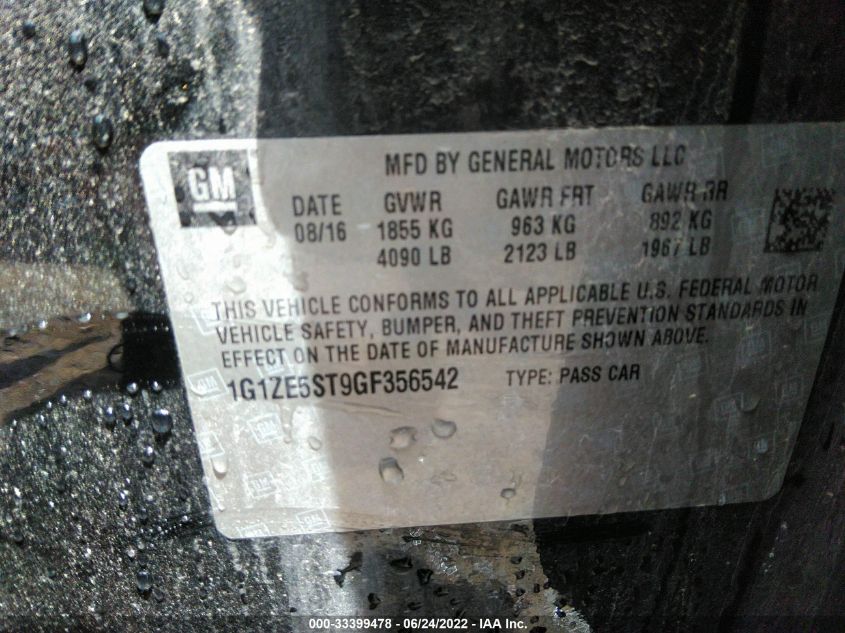 GM
MFD BY GENERAL MOTORS LLC
DATE GVWR GAWR FRT GAWR RR
08/16 1855 KG 963 KG 892 KG
4090 LB 2123 LB 1967 LB
THIS VEHICLE CONFORMS TO ALL APPLICABLE U.S. FEDERAL MOTOR
VEHICLE SAFETY, BUMPER, AND THEFT PREVENTION STANDARDS IN
EFFECT ON THE DATE OF MANUFACTURE SHOWN ABOVE.
1G1ZE5ST9GF356542 TYPE: PASS CAR
000-33399478 - 06/24/2022 - IAA Inc.